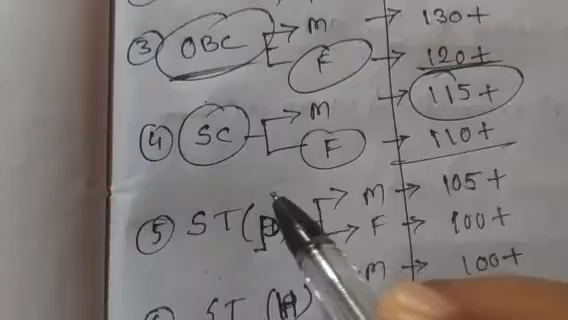 M → 130+
③ OBC F → 120+
M → 115+
④ SC F → 110+
M → 105+
⑤ ST(P) F → 100+
M → 100+
ST (H)